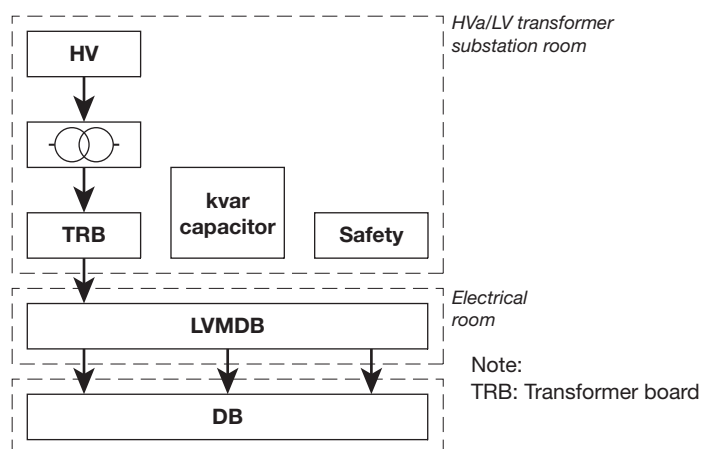 HVa/LV transformer
substation room
HV
TRB
kvar
capacitor
Safety
Electrical
room
LVMDB
Note:
TRB: Transformer board
DB